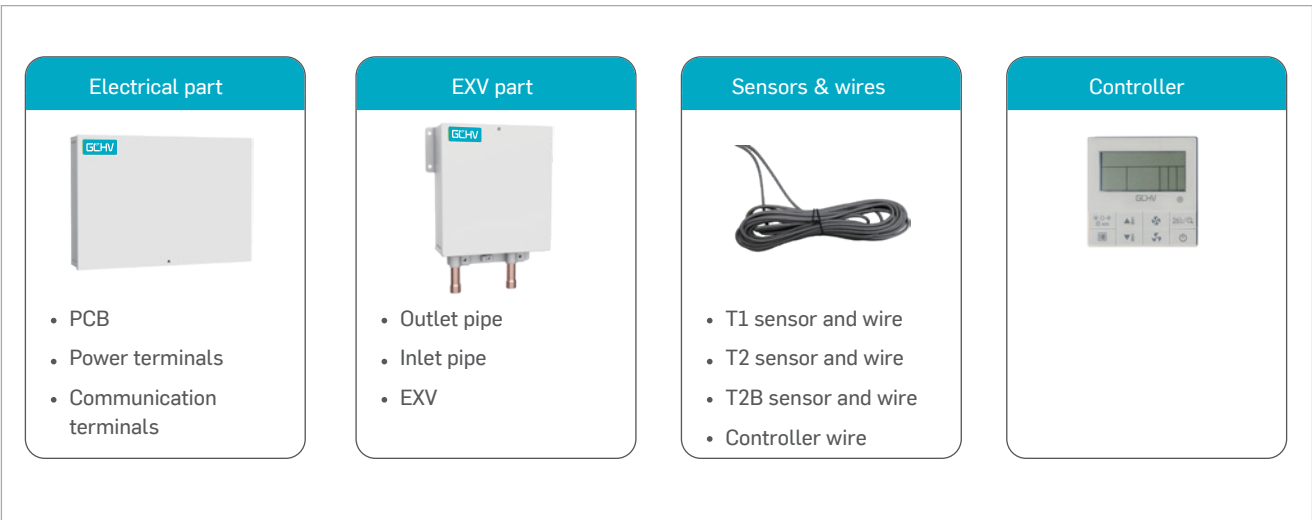 Electrical part
GCHV
PCB
Power terminals
Communication
terminals
EXV part
GCHV
Outlet pipe
Inlet pipe
EXV
Sensors & wires
T1 sensor and wire
T2 sensor and wire
T2B sensor and wire
Controller wire
Controller
GCHV